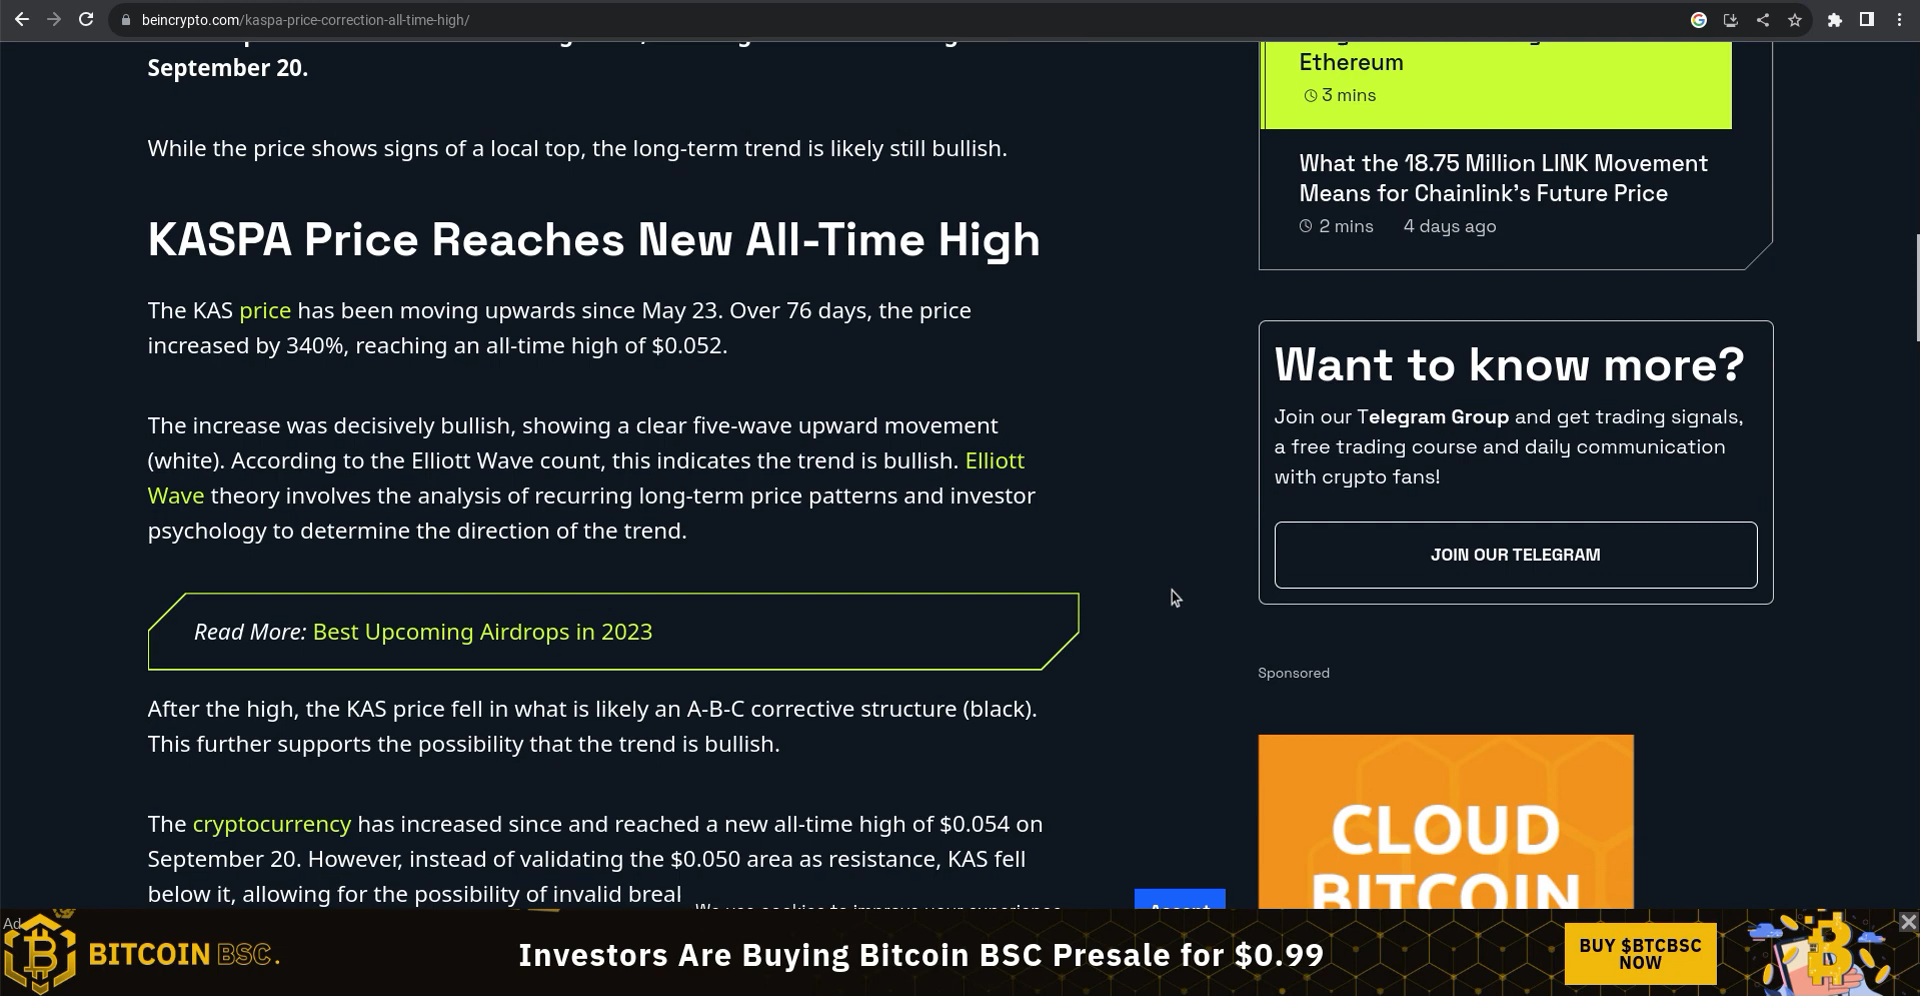 beincrypto.com/kaspa-price-correction-all-time-high/
September 20.
While the price shows signs of a local top, the long-term trend is likely still bullish.
KASPA Price Reaches New All-Time High
The KAS price has been moving upwards since May 23. Over 76 days, the price
increased by 340%, reaching an all-time high of $0.052.
The increase was decisively bullish, showing a clear five-wave upward movement
(white). According to the Elliott Wave count, this indicates the trend is bullish. Elliott
Wave theory involves the analysis of recurring long-term price patterns and investor
psychology to determine the direction of the trend.
Read More: Best Upcoming Airdrops in 2023
After the high, the KAS price fell in what is likely an A-B-C corrective structure (black).
This further supports the possibility that the trend is bullish.
The cryptocurrency has increased since and reached a new all-time high of $0.054 on
September 20. However, instead of validating the $0.050 area as resistance, KAS fell
below it, allowing for the possibility of invalid breal
We use cookies to improve your experience
Accept
Ethereum
3 mins
What the 18.75 Million LINK Movement
Means for Chainlink's Future Price
2 mins 4 days ago
Want to know more?
Join our Telegram Group and get trading signals,
a free trading course and daily communication
with crypto fans!
JOIN OUR TELEGRAM
Sponsored
CLOUD
BITCOIN
Ad
BITCOIN BSC.
Investors Are Buying Bitcoin BSC Presale for $0.99
BUY $BTCBSC
NOW